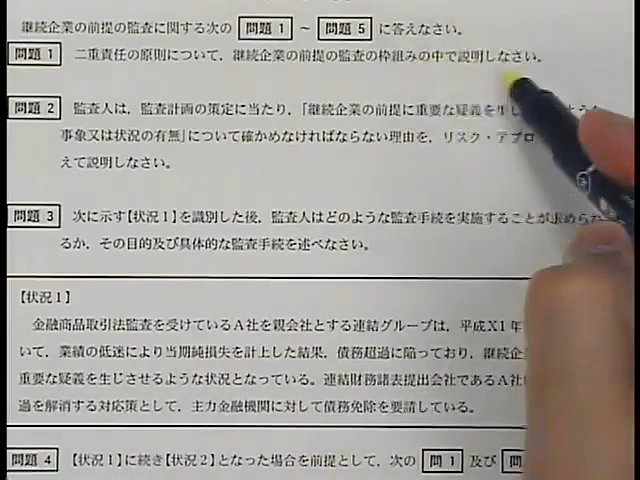 継続企業の前提の監査に関する次の 問題1 ～ 問題5 に答えなさい。
問題1 二重責任の原則について，継続企業の前提の監査の枠組みの中で説明しなさい。
問題2 監査人は，監査計画の策定に当たり，「継続企業の前提に重要な疑義を生じ
事象又は状況の有無」について確かめなければならない理由を，リスク・アプロ
えて説明しなさい。
問題3 次に示す【状況1】を識別した後，監査人はどのような監査手続を実施することが求められ
るか，その目的及び具体的な監査手続を述べなさい。
【状況1】
金融商品取引法監査を受けているA社を親会社とする連結グループは，平成X1年
いて，業績の低迷により当期純損失を計上した結果，債務超過に陥っており，継続企
重要な疑義を生じさせるような状況となっている。連結財務諸表提出会社であるA社
過を解消する対応策として，主力金融機関に対して債務免除を要請している。
問題4 【状況1】に続き【状況2】となった場合を前提として，次の 問1 及び 問